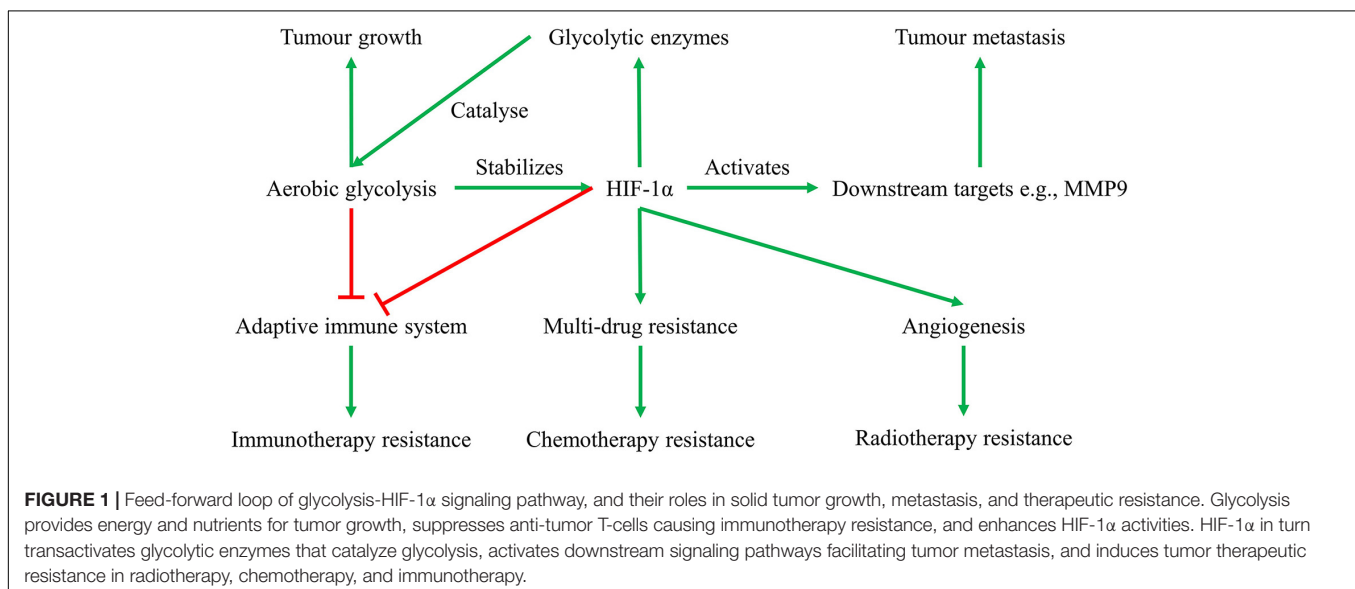 Tumour growth
Glycolytic enzymes
Tumour metastasis
Catalyse
Aerobic glycolysis
Stabilizes
HIF-1α
Activates
Downstream targets e.g., MMP9
Adaptive immune system
Multi-drug resistance
Angiogenesis
Immunotherapy resistance
Chemotherapy resistance
Radiotherapy resistance
FIGURE 1 | Feed-forward loop of glycolysis-HIF-1α signaling pathway, and their roles in solid tumor growth, metastasis, and therapeutic resistance. Glycolysis
provides energy and nutrients for tumor growth, suppresses anti-tumor T-cells causing immunotherapy resistance, and enhances HIF-1α activities. HIF-1α in turn
transactivates glycolytic enzymes that catalyze glycolysis, activates downstream signaling pathways facilitating tumor metastasis, and induces tumor therapeutic
resistance in radiotherapy, chemotherapy, and immunotherapy.